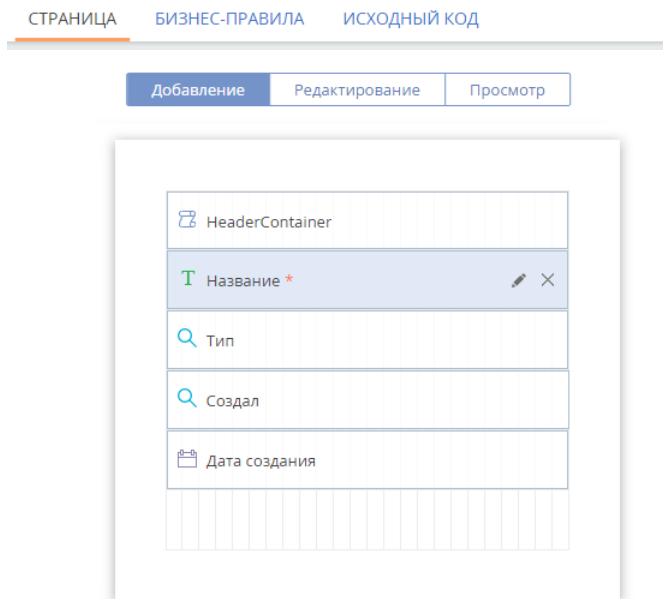 СТРАНИЦА БИЗНЕС-ПРАВИЛА ИСХОДНЫЙ КОД
Добавление Редактирование Просмотр
HeaderContainer
T Название *
Тип
Создал
Дата создания